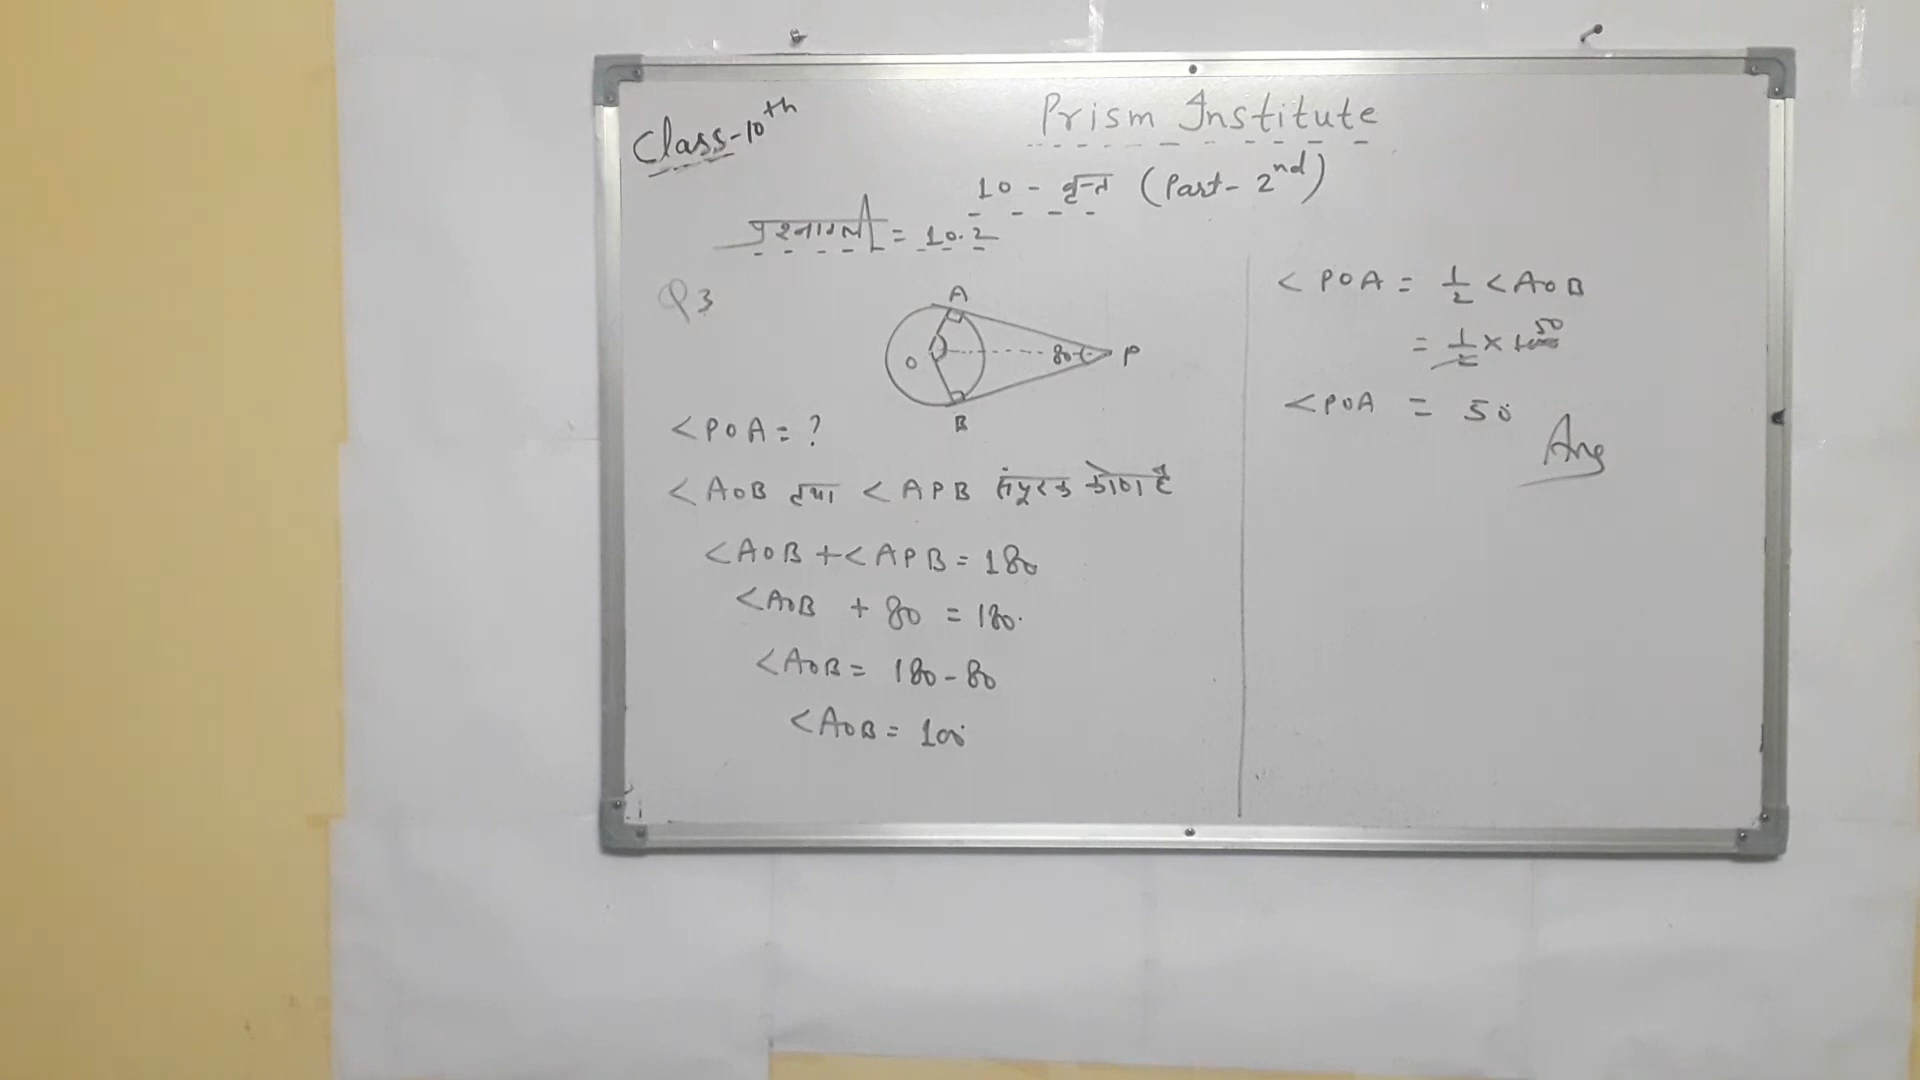 Class-10th
Prism Institute
10 - वृत्त (Part- 2nd)
प्रश्नावली = 10.2
Q3
A
O
80°
P
B
<POA = ?
<AOB तथा <APB संपूरक कोण है
<AOB + <APB = 180
<AOB + 80 = 180
<AOB = 180 - 80
<AOB = 100
<POA = 1/2 <AOB
50
= 1/2 × 100
<POA = 50
Ans